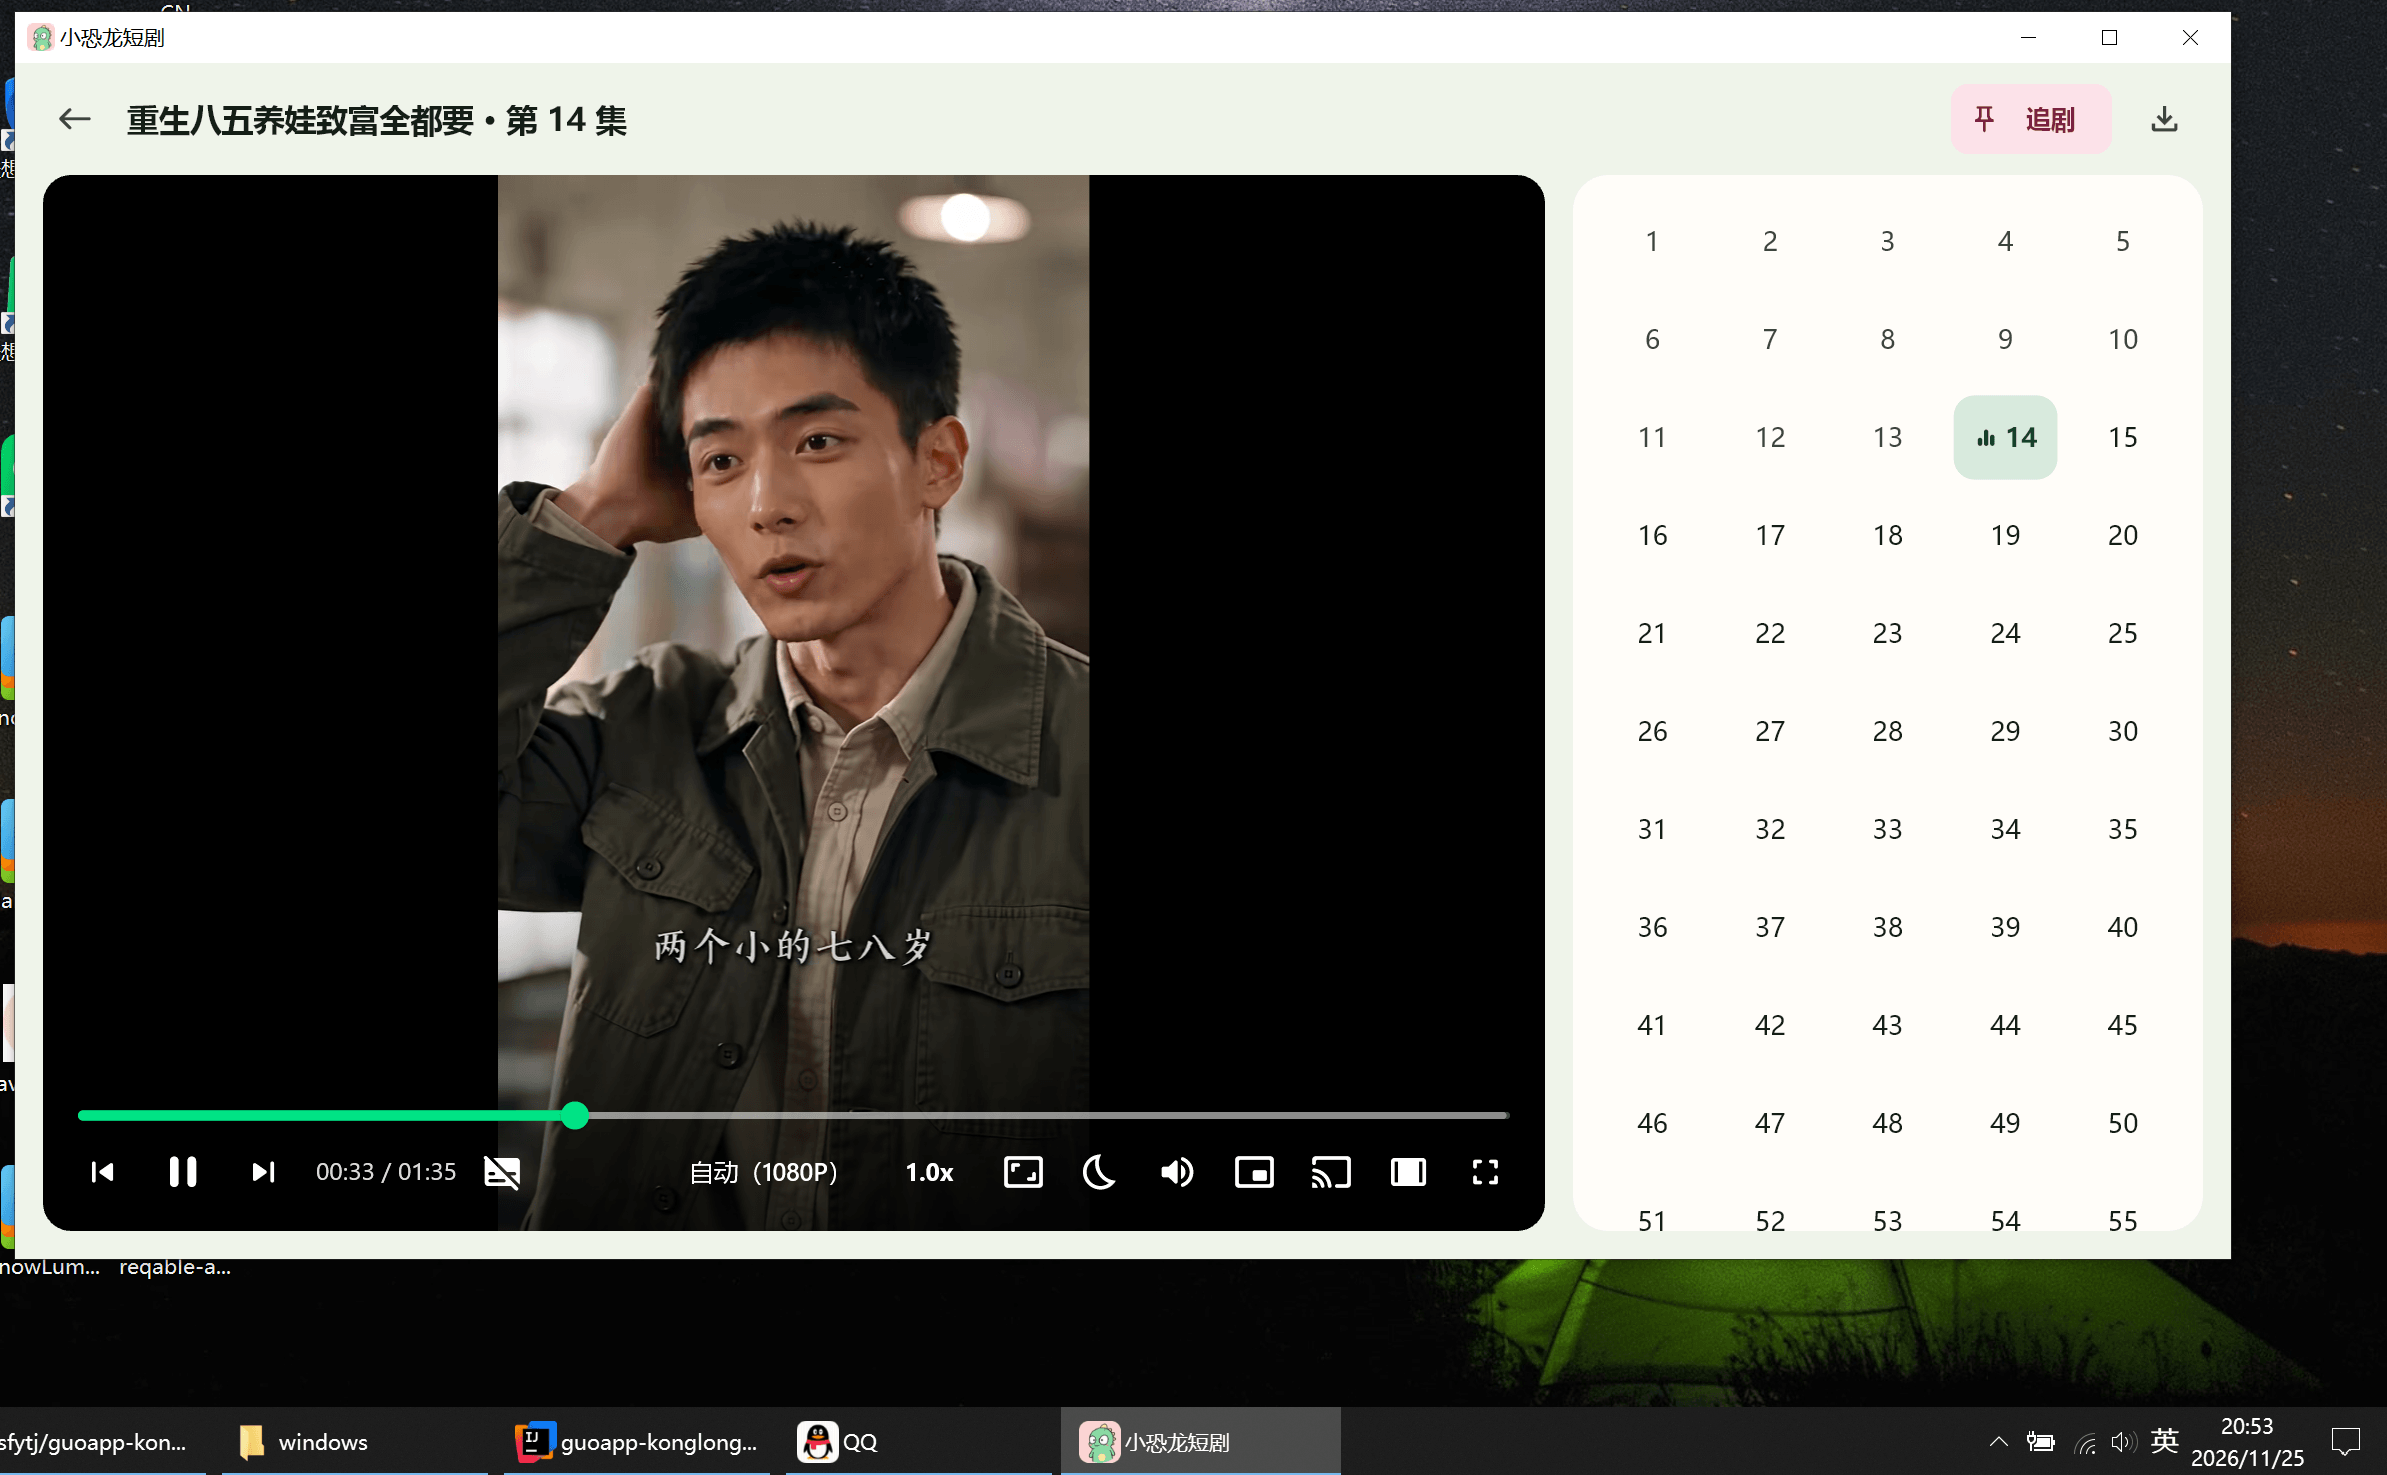 CN
小恐龙短剧
重生八五养娃致富全都要・第 14 集
追剧
1 2 3 4 5
6 7 8 9 10
11 12 13 14 15
16 17 18 19 20
21 22 23 24 25
26 27 28 29 30
31 32 33 34 35
36 37 38 39 40
41 42 43 44 45
46 47 48 49 50
51 52 53 54 55
两个小的七八岁
00:33 / 01:35
自动（1080P）
1.0x
想
想
a
nowLum...
reqable-a...
sfytj/guoapp-kon...
windows
guoapp-konglong...
QQ
小恐龙短剧
英
20:53
2026/11/25